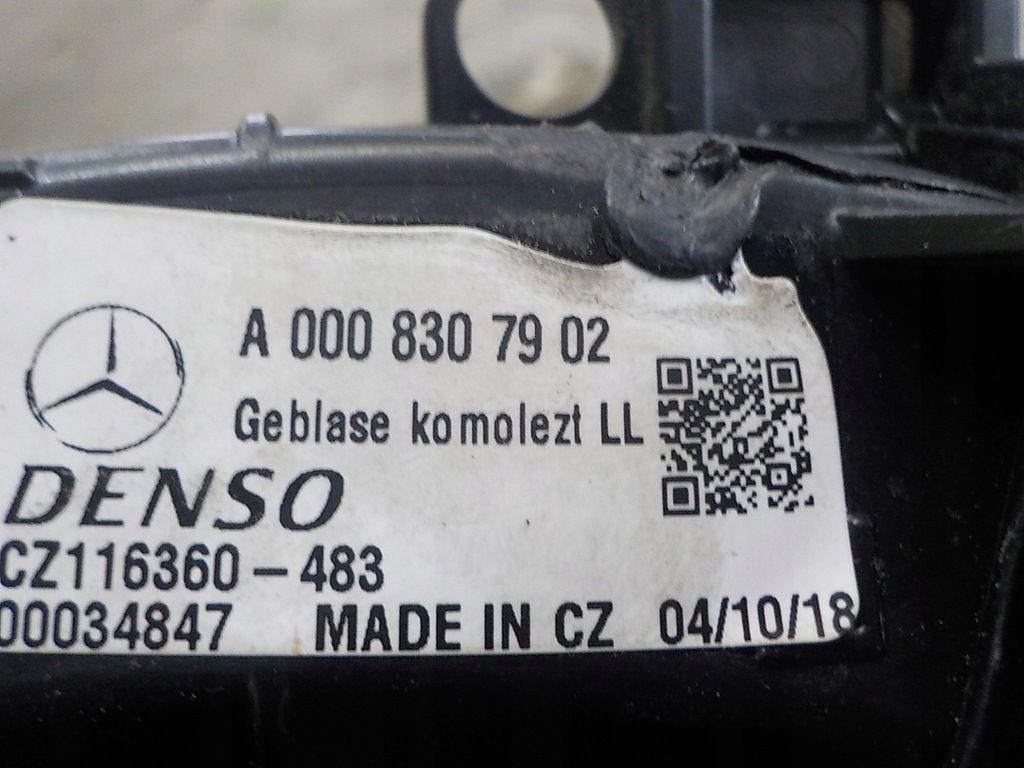 A 000 830 79 02
Geblase komolezt LL
DENSO
CZ116360-483
00034847 MADE IN CZ 04/10/18